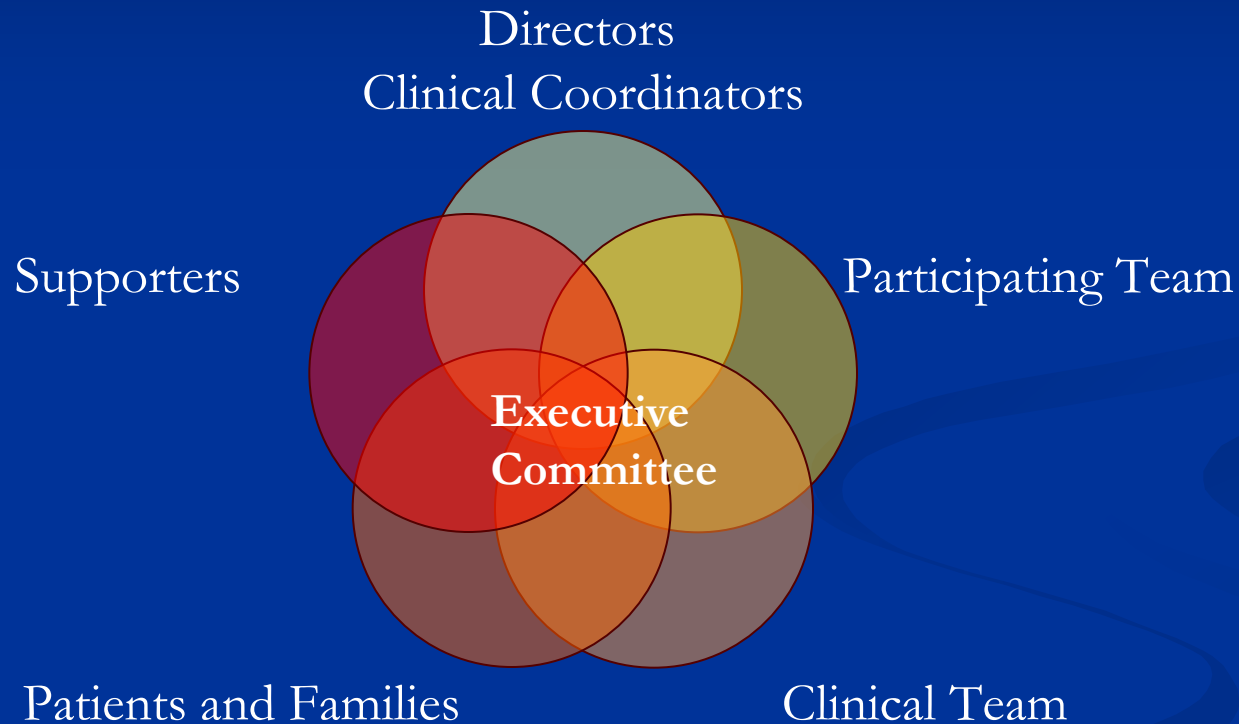 Directors
Clinical Coordinators
Supporters
Participating Team
Executive
Committee
Patients and Families
Clinical Team